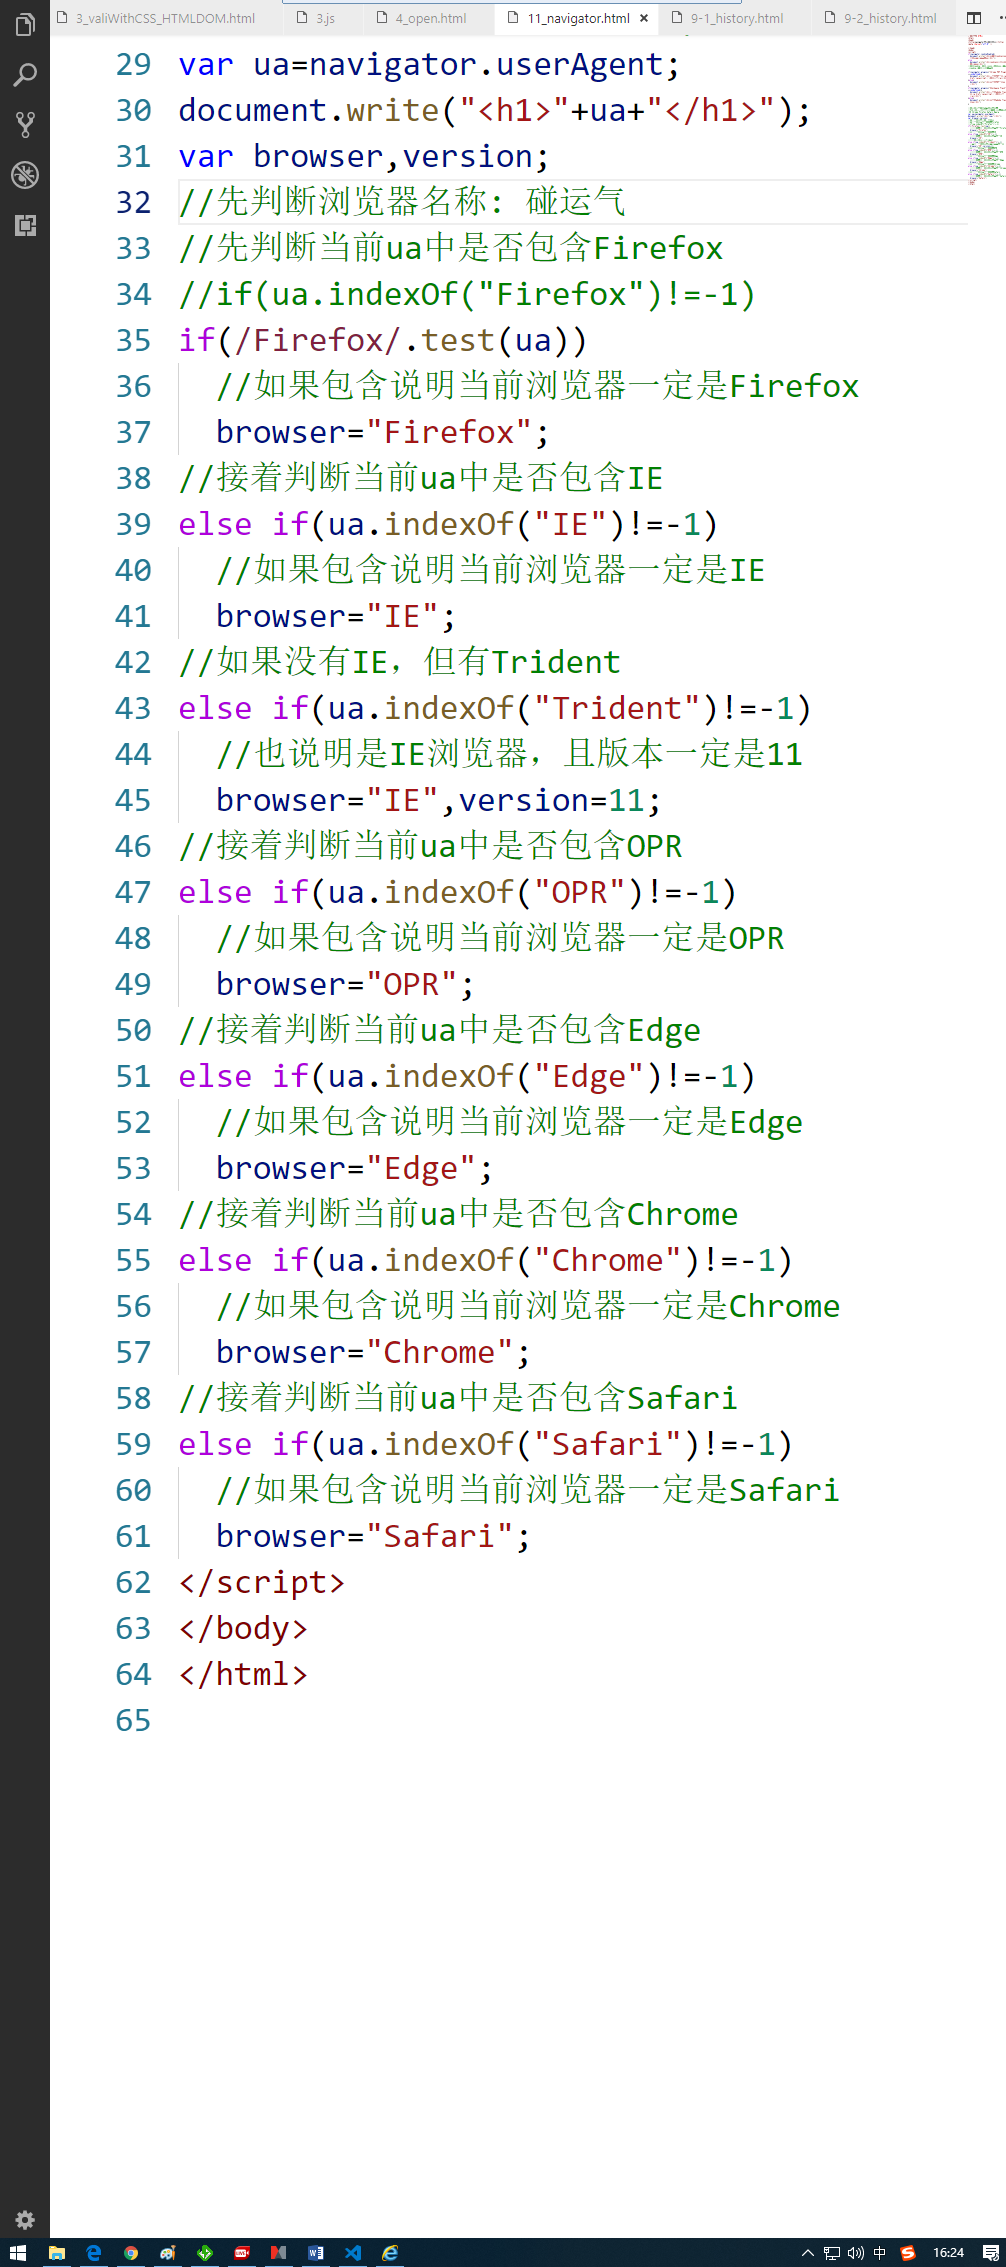 3_valiWithCSS_HTMLDOM.html 3.js 4_open.html 11_navigator.html × 9-1_history.html 9-2_history.html
29 var ua=navigator.userAgent;
30 document.write("<h1>"+ua+"</h1>");
31 var browser,version;
32 //先判断浏览器名称: 碰运气
33 //先判断当前ua中是否包含Firefox
34 //if(ua.indexOf("Firefox")!=-1)
35 if(/Firefox/.test(ua))
36 //如果包含说明当前浏览器一定是Firefox
37 browser="Firefox";
38 //接着判断当前ua中是否包含IE
39 else if(ua.indexOf("IE")!=-1)
40 //如果包含说明当前浏览器一定是IE
41 browser="IE";
42 //如果没有IE，但有Trident
43 else if(ua.indexOf("Trident")!=-1)
44 //也说明是IE浏览器，且版本一定是11
45 browser="IE",version=11;
46 //接着判断当前ua中是否包含OPR
47 else if(ua.indexOf("OPR")!=-1)
48 //如果包含说明当前浏览器一定是OPR
49 browser="OPR";
50 //接着判断当前ua中是否包含Edge
51 else if(ua.indexOf("Edge")!=-1)
52 //如果包含说明当前浏览器一定是Edge
53 browser="Edge";
54 //接着判断当前ua中是否包含Chrome
55 else if(ua.indexOf("Chrome")!=-1)
56 //如果包含说明当前浏览器一定是Chrome
57 browser="Chrome";
58 //接着判断当前ua中是否包含Safari
59 else if(ua.indexOf("Safari")!=-1)
60 //如果包含说明当前浏览器一定是Safari
61 browser="Safari";
62 </script>
63 </body>
64 </html>
65
中 16:24